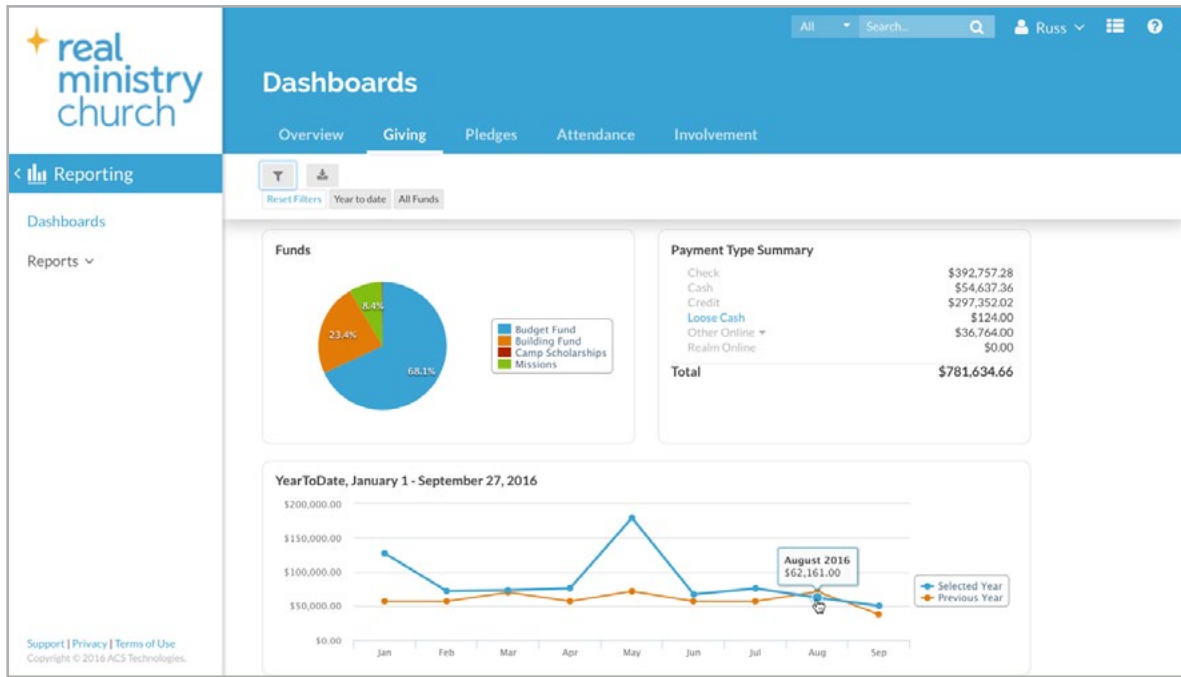 real
ministry
church
All Search... Russ
Dashboards
Overview Giving Pledges Attendance Involvement
Reporting
Dashboards
Reports
Reset Filters Year to date All Funds
Funds
8.4%
23.4%
68.1%
Budget Fund
Building Fund
Camp Scholarships
Missions
Payment Type Summary
Check $392,757.28
Cash $54,637.36
Credit $297,352.02
Loose Cash $124.00
Other Online $36,764.00
Realm Online $0.00
Total $781,634.66
YearToDate, January 1 - September 27, 2016
$200,000.00
$150,000.00
$100,000.00
$50,000.00
$0.00
August 2016
$62,161.00
Selected Year
Previous Year
Jan Feb Mar Apr May Jun Jul Aug Sep
Support | Privacy | Terms of Use
Copyright © 2016 ACS Technologies.